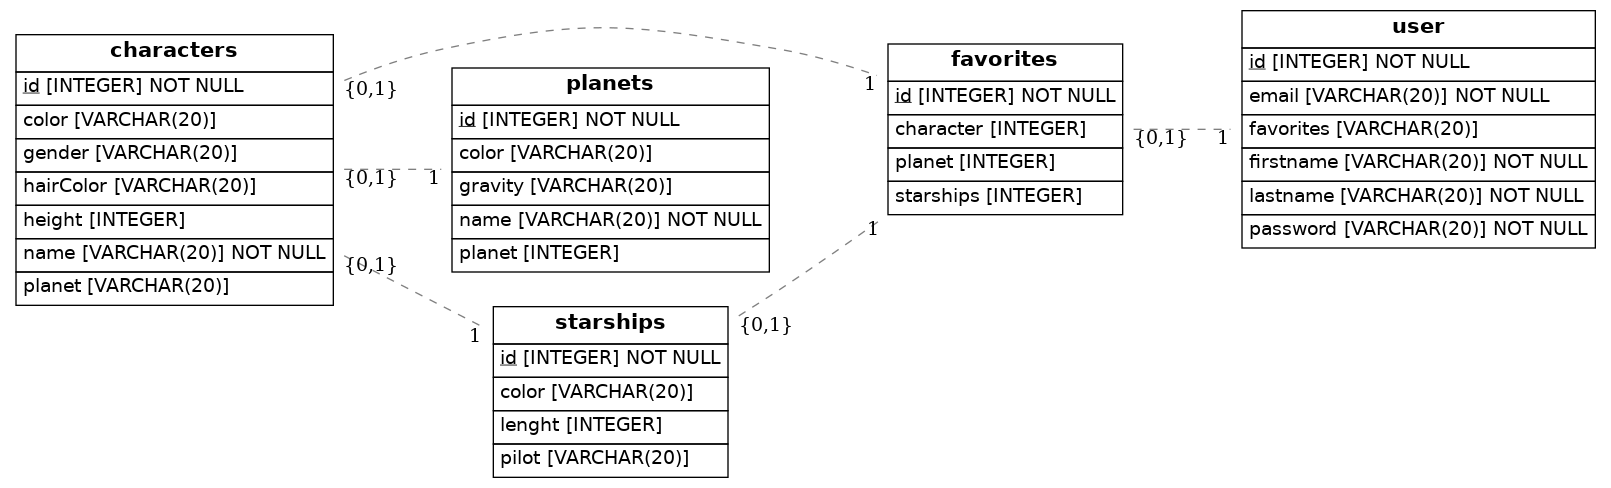 characters
id [INTEGER] NOT NULL
color [VARCHAR(20)]
gender [VARCHAR(20)]
hairColor [VARCHAR(20)]
height [INTEGER]
name [VARCHAR(20)] NOT NULL
planet [VARCHAR(20)]
{0,1}
1
{0,1}
1
{0,1}
1
planets
id [INTEGER] NOT NULL
color [VARCHAR(20)]
gravity [VARCHAR(20)]
name [VARCHAR(20)] NOT NULL
planet [INTEGER]
starships
id [INTEGER] NOT NULL
color [VARCHAR(20)]
lenght [INTEGER]
pilot [VARCHAR(20)]
{0,1}
1
favorites
id [INTEGER] NOT NULL
character [INTEGER]
planet [INTEGER]
starships [INTEGER]
{0,1}
1
user
id [INTEGER] NOT NULL
email [VARCHAR(20)] NOT NULL
favorites [VARCHAR(20)]
firstname [VARCHAR(20)] NOT NULL
lastname [VARCHAR(20)] NOT NULL
password [VARCHAR(20)] NOT NULL